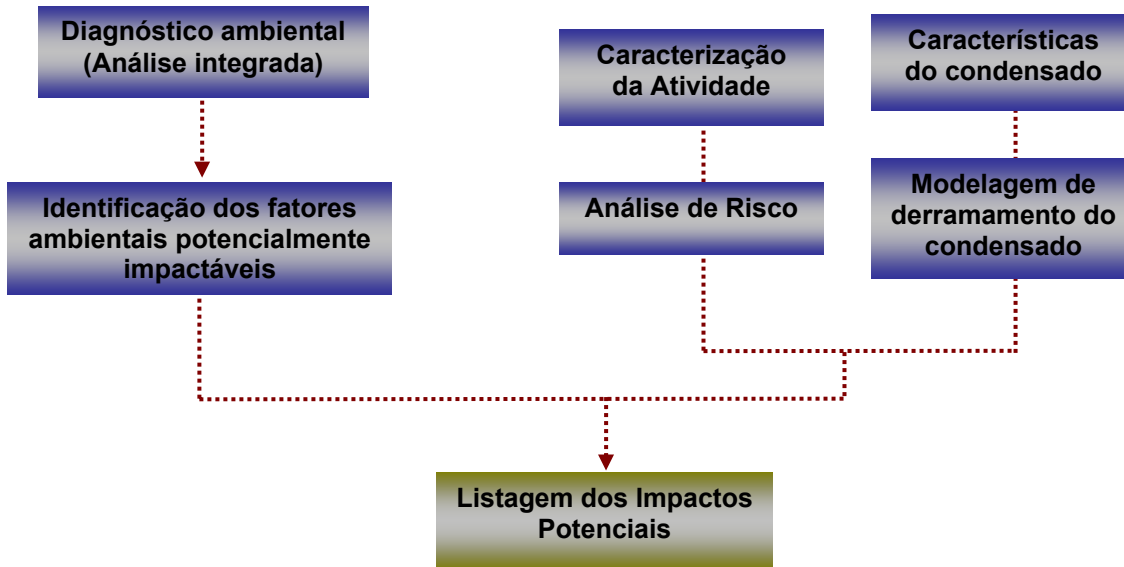 Diagnóstico ambiental
(Análise integrada)
Caracterização
da Atividade
Características
do condensado
Identificação dos fatores
ambientais potencialmente
impactáveis
Análise de Risco
Modelagem de
derramamento do
condensado
Listagem dos Impactos
Potenciais